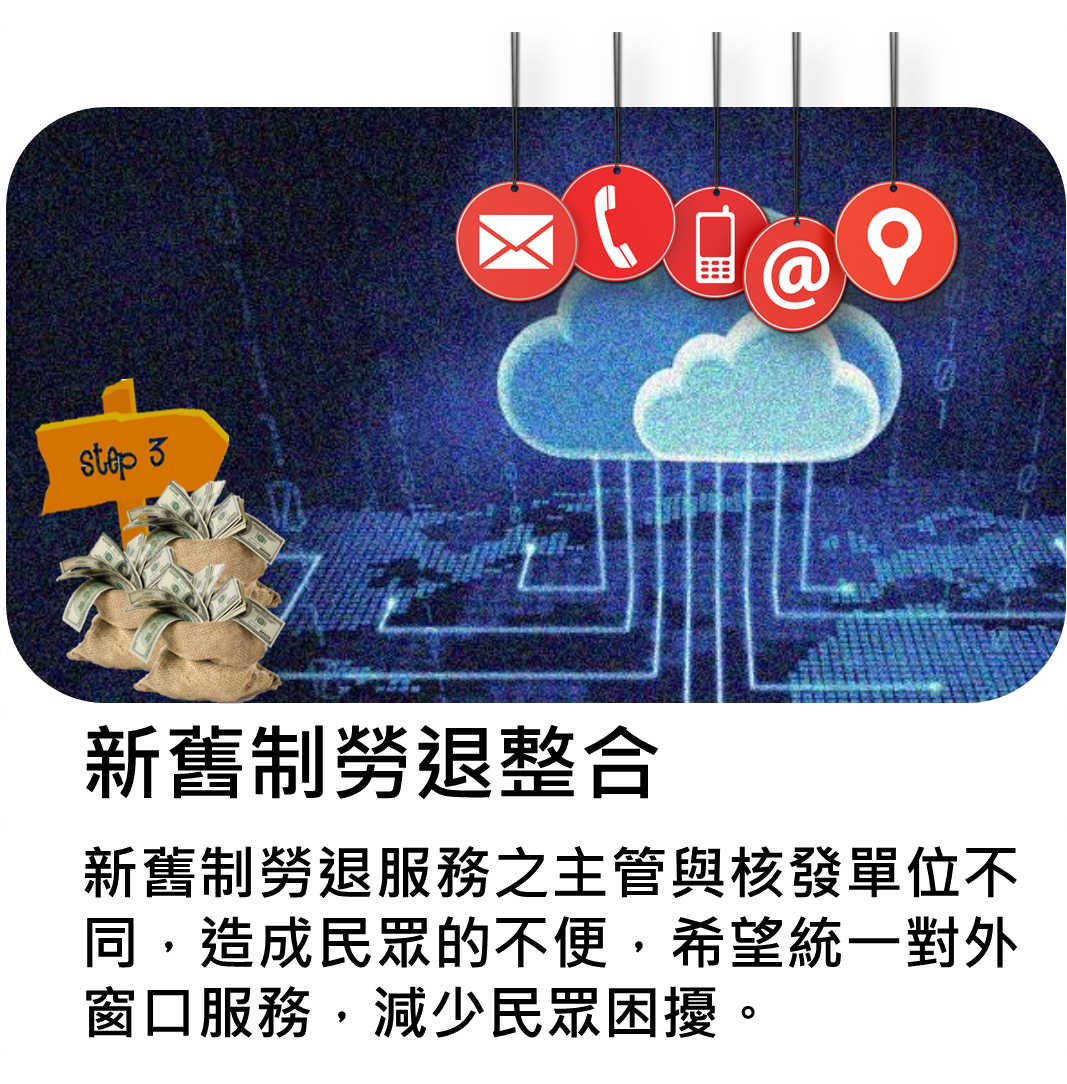 @
step 3
新舊制勞退整合
新舊制勞退服務之主管與核發單位不
同，造成民眾的不便，希望統一對外
窗口服務，減少民眾困擾。